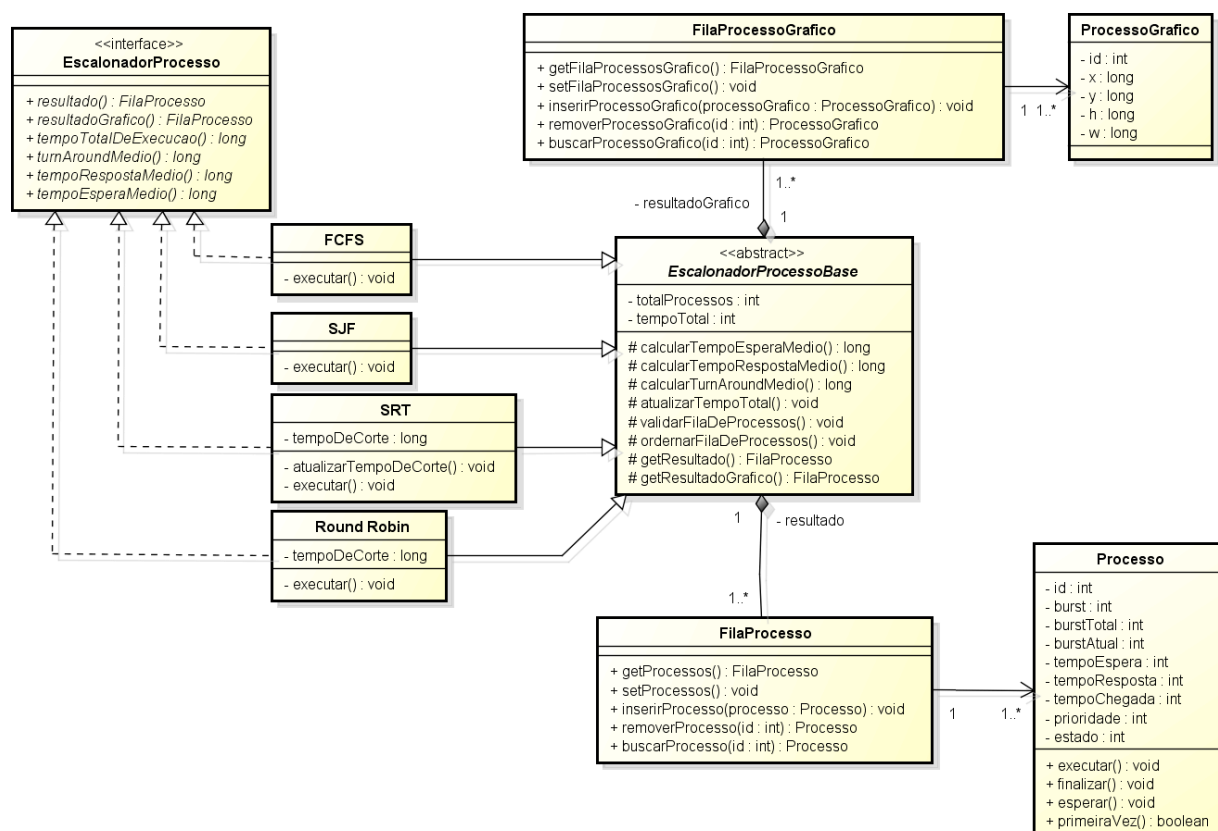 <<interface>>
EscalonadorProcesso
+ resultado() : FilaProcesso
+ resultadoGrafico() : FilaProcesso
+ tempoTotalDeExecucao() : long
+ turnAroundMedio() : long
+ tempoRespostaMedio() : long
+ tempoEsperaMedio() : long
FilaProcessoGrafico
+ getFilaProcessosGrafico() : FilaProcessoGrafico
+ setFilaProcessosGrafico() : void
+ inserirProcessoGrafico(processoGrafico : ProcessoGrafico) : void
+ removerProcessoGrafico(id : int) : ProcessoGrafico
+ buscarProcessoGrafico(id : int) : ProcessoGrafico
1 1..*
ProcessoGrafico
- id : int
- x : long
- y : long
- h : long
- w : long
1..*
- resultadoGrafico
1
FCFS
- executar() : void
SJF
- executar() : void
SRT
- tempoDeCorte : long
- atualizarTempoDeCorte() : void
- executar() : void
Round Robin
- tempoDeCorte : long
- executar() : void
<<abstract>>
EscalonadorProcessoBase
- totalProcessos : int
- tempoTotal : int
# calcularTempoEsperaMedio() : long
# calcularTempoRespostaMedio() : long
# calcularTurnAroundMedio() : long
# atualizarTempoTotal() : void
# validarFilaDeProcessos() : void
# ordernarFilaDeProcessos() : void
# getResultado() : FilaProcesso
# getResultadoGrafico() : FilaProcesso
1
- resultado
1..*
FilaProcesso
+ getProcessos() : FilaProcesso
+ setProcessos() : void
+ inserirProcesso(processo : Processo) : void
+ removerProcesso(id : int) : Processo
+ buscarProcesso(id : int) : Processo
1
1..*
Processo
- id : int
- burst : int
- burstTotal : int
- burstAtual : int
- tempoEspera : int
- tempoResposta : int
- tempoChegada : int
- prioridade : int
- estado : int
+ executar() : void
+ finalizar() : void
+ esperar() : void
+ primeiraVez() : boolean